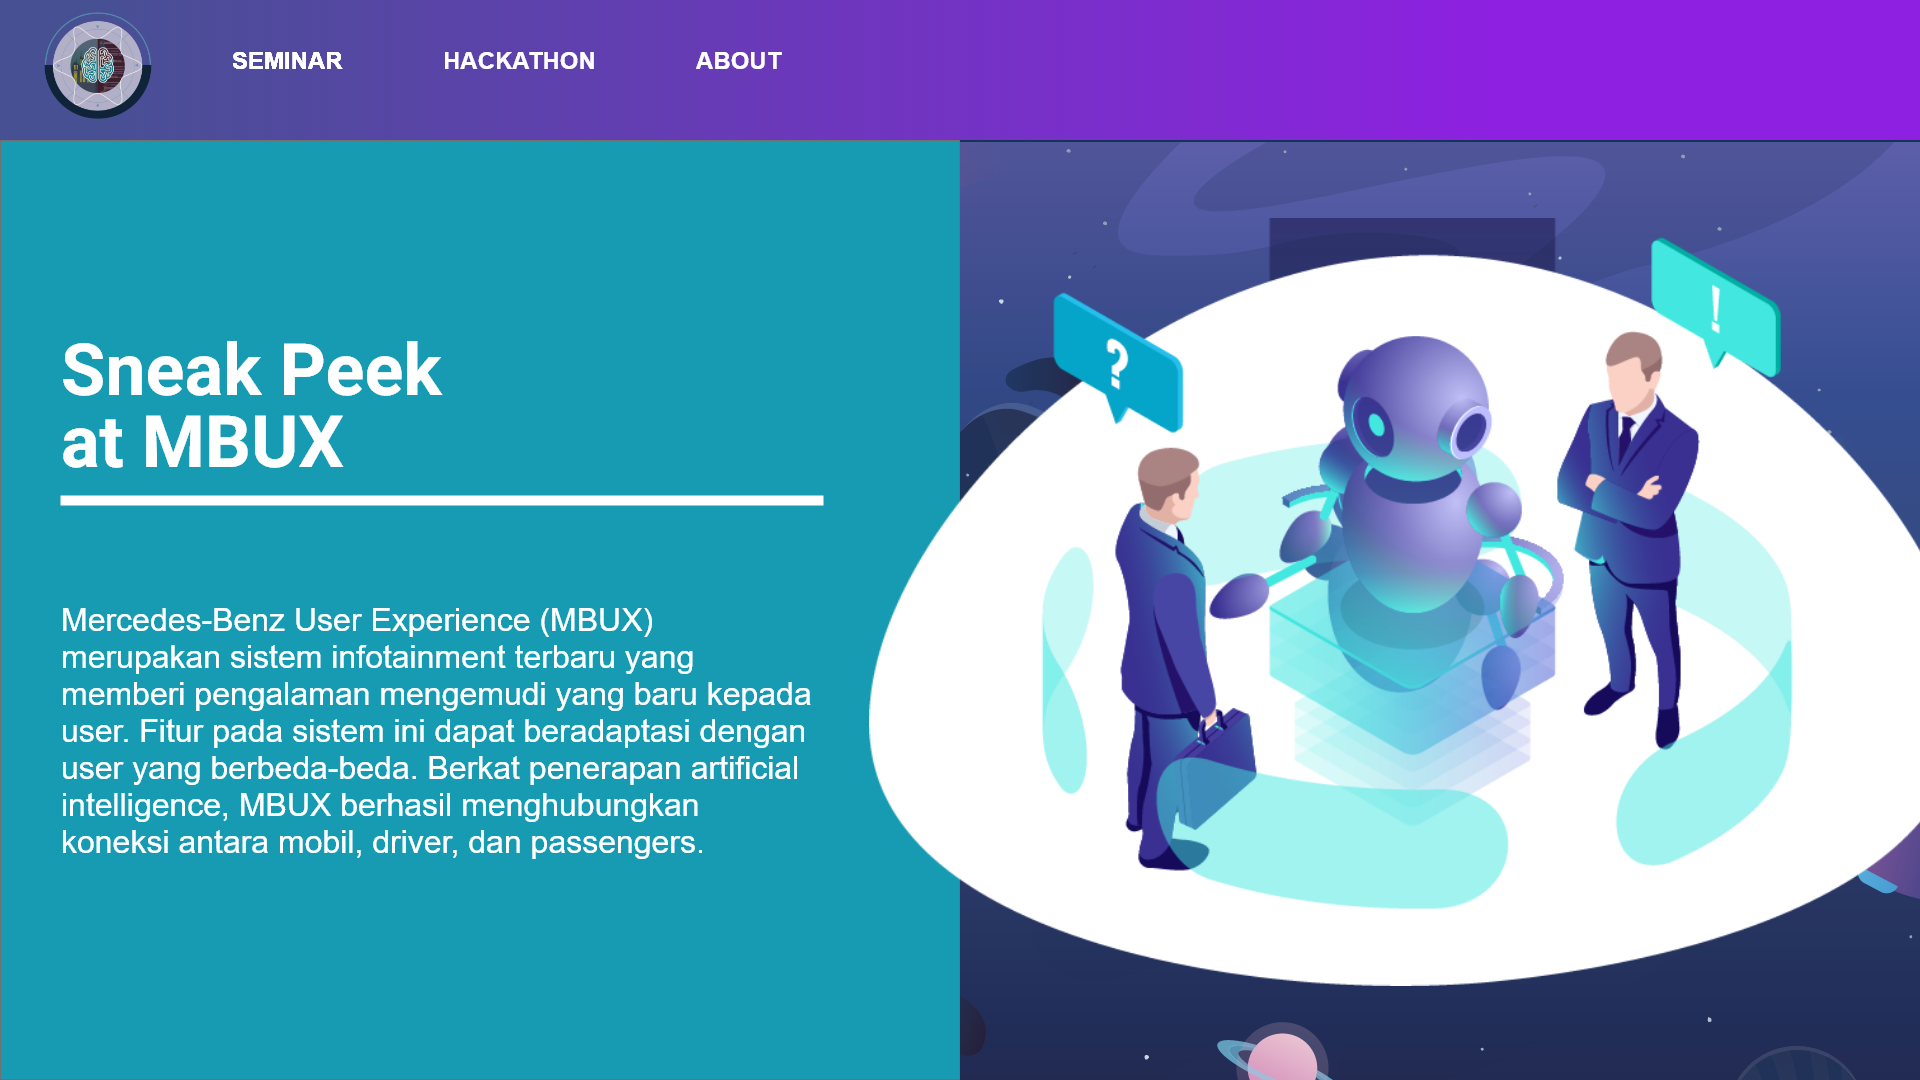 SEMINAR HACKATHON ABOUT
Sneak Peek
at MBUX
?
!
Mercedes-Benz User Experience (MBUX)
merupakan sistem infotainment terbaru yang
memberi pengalaman mengemudi yang baru kepada
user. Fitur pada sistem ini dapat beradaptasi dengan
user yang berbeda-beda. Berkat penerapan artificial
intelligence, MBUX berhasil menghubungkan
koneksi antara mobil, driver, dan passengers.